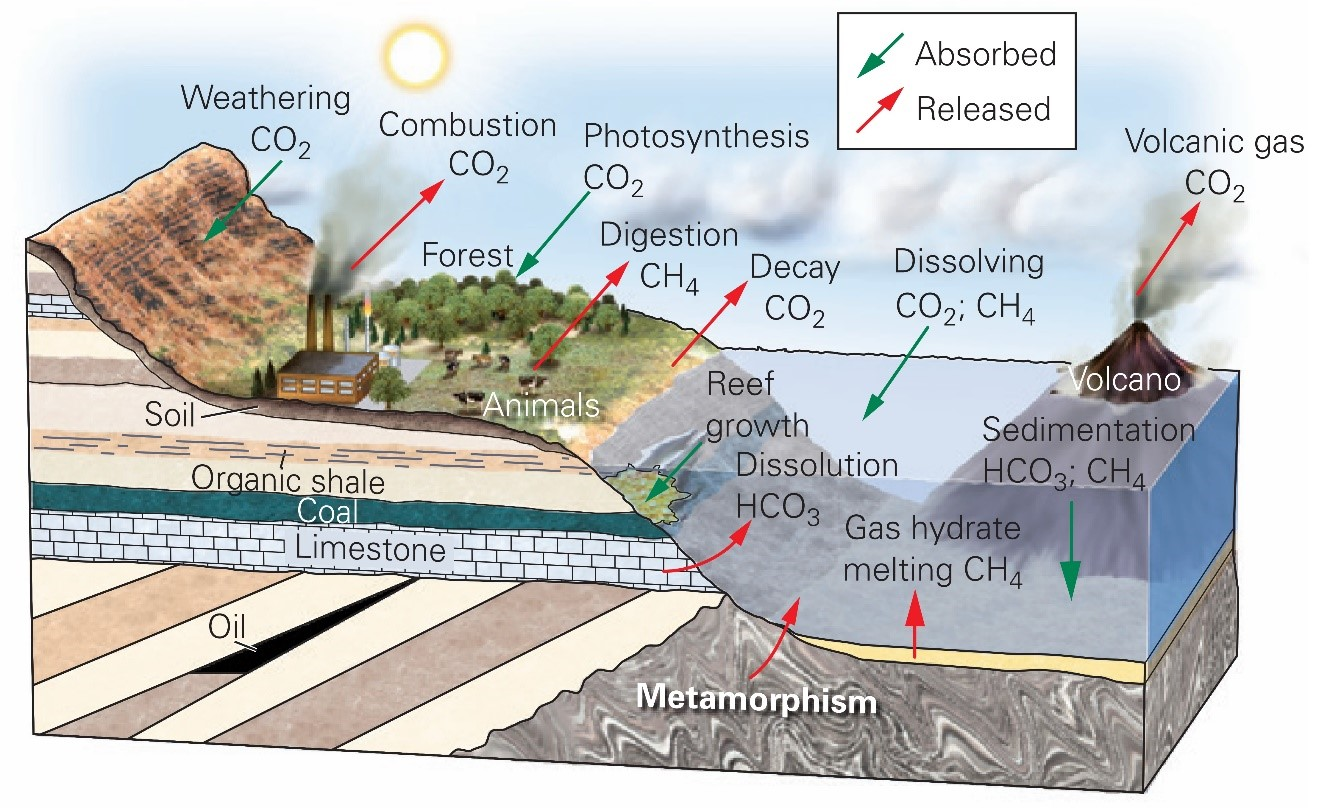 Absorbed
Released
Weathering
CO₂
Combustion
CO₂
Photosynthesis
CO₂
Volcanic gas
CO₂
Forest
Digestion
CH₄
Decay
CO₂
Dissolving
CO₂; CH₄
Animals
Volcano
Reef
growth
Soil
Sedimentation
HCO₃; CH₄
Dissolution
HCO₃
Organic shale
Coal
Limestone
Gas hydrate
melting CH₄
Oil
Metamorphism